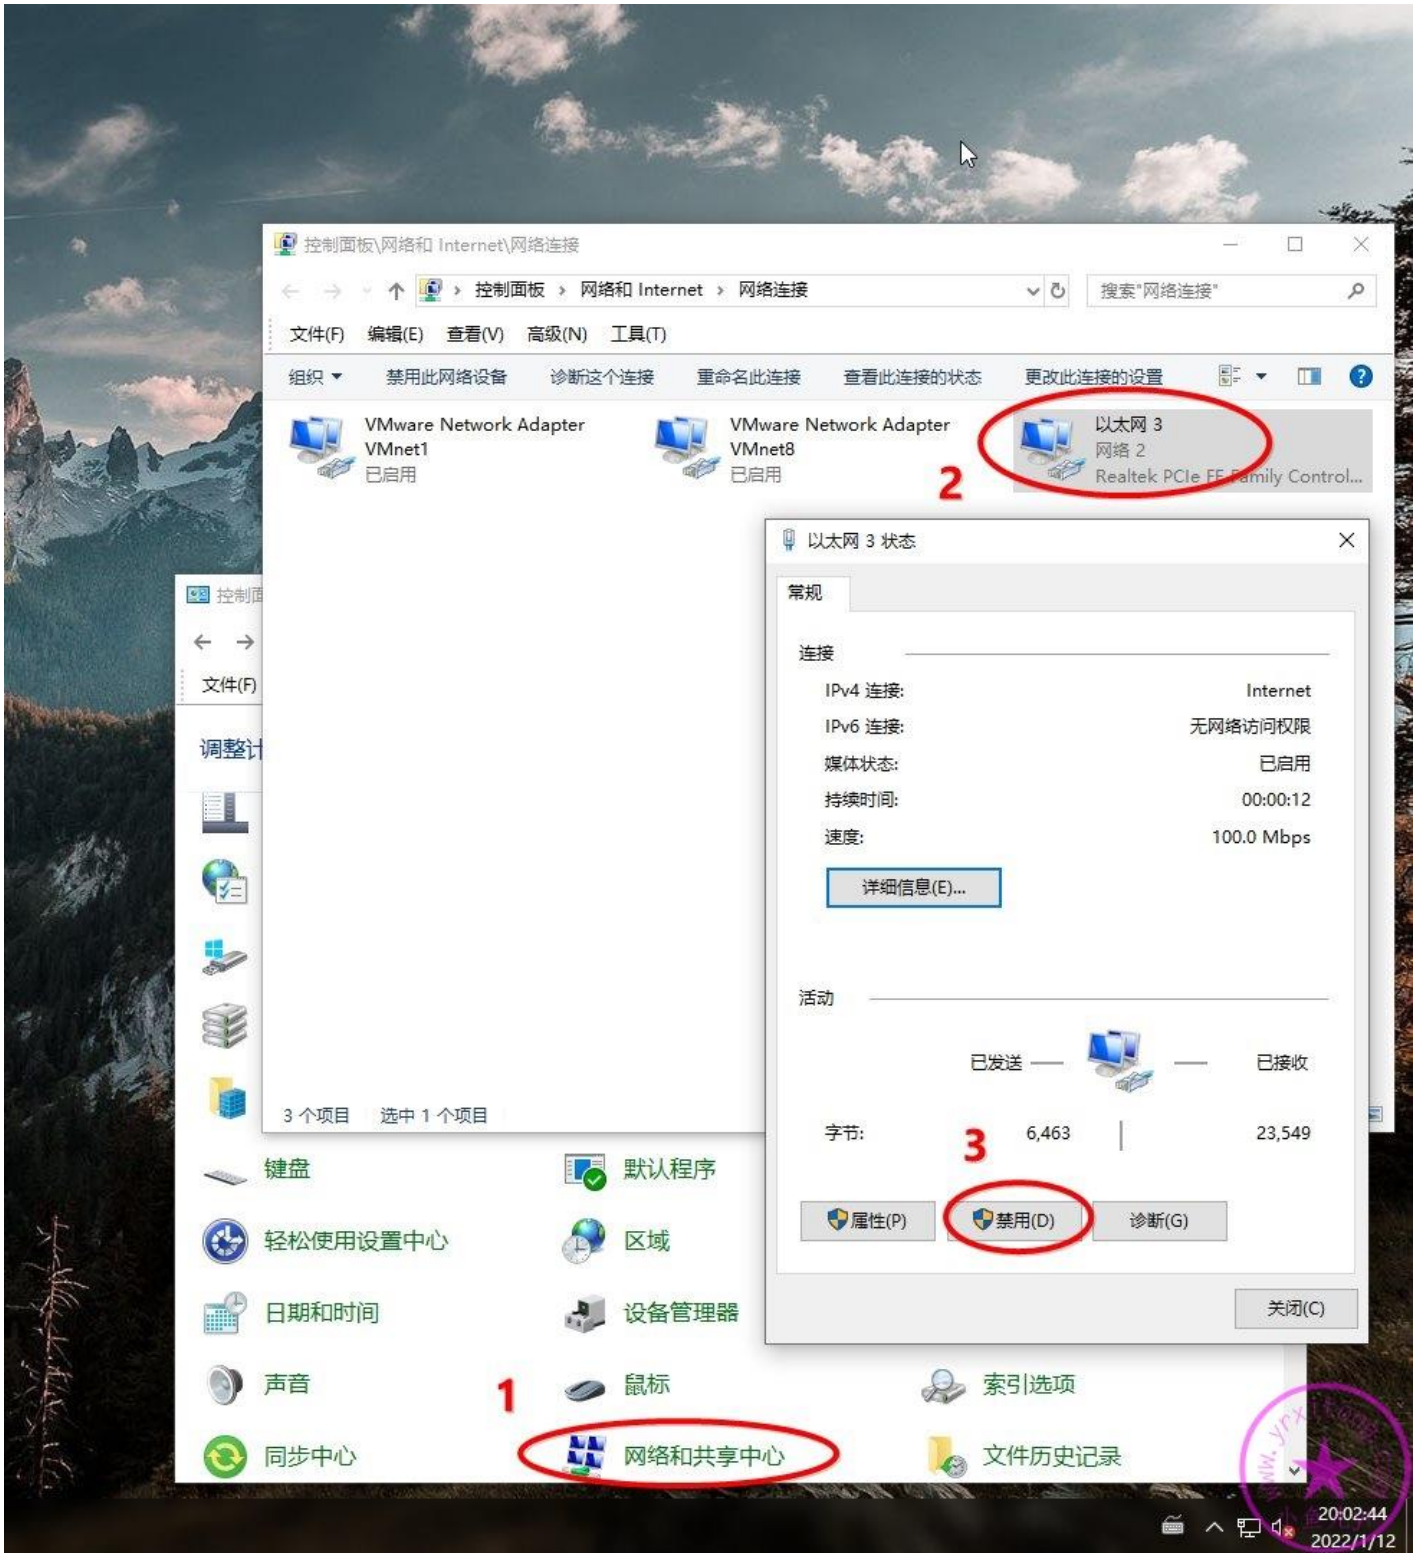 控制面板\网络和 Internet\网络连接
控制面板 › 网络和 Internet › 网络连接
搜索"网络连接"
文件(F) 编辑(E) 查看(V) 高级(N) 工具(T)
组织 禁用此网络设备 诊断这个连接 重命名此连接 查看此连接的状态 更改此连接的设置
VMware Network Adapter
VMnet1
已启用
VMware Network Adapter
VMnet8
已启用
2
以太网 3
网络 2
Realtek PCIe FE Family Control...
以太网 3 状态
常规
连接
IPv4 连接: Internet
IPv6 连接: 无网络访问权限
媒体状态: 已启用
持续时间: 00:00:12
速度: 100.0 Mbps
详细信息(E)...
活动
已发送 — — 已接收
字节: 6,463 23,549
3
属性(P) 禁用(D) 诊断(G)
关闭(C)
3 个项目 选中 1 个项目
控制面
文件(F)
调整计
键盘 默认程序
轻松使用设置中心 区域
日期和时间 设备管理器
声音 鼠标 索引选项
1
同步中心 网络和共享中心 文件历史记录
20:02:44
2022/1/12